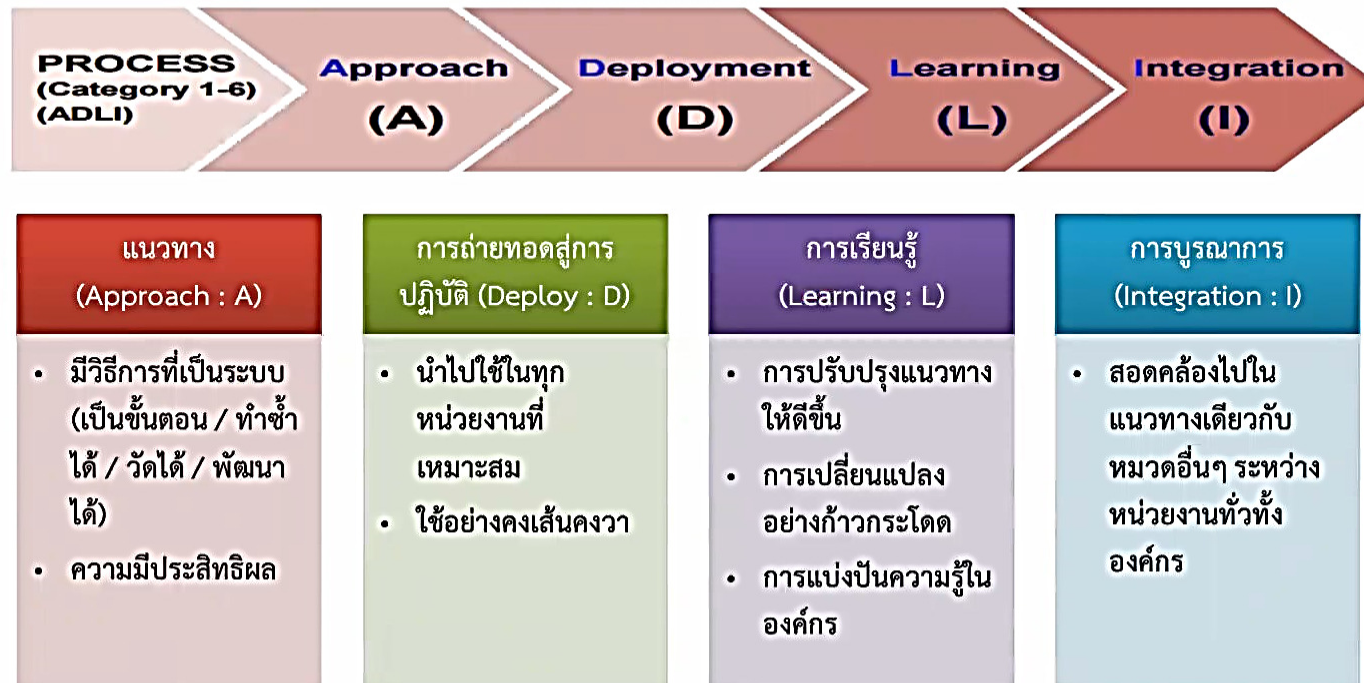 PROCESS
(Category 1-6)
(ADLI)
Approach
(A)
Deployment
(D)
Learning
(L)
Integration
(I)
แนวทาง
(Approach : A)
• มีวิธีการที่เป็นระบบ
(เป็นขั้นตอน / ทำซ้ำ
ได้ / วัดได้ / พัฒนา
ได้)
• ความมีประสิทธิผล
การถ่ายทอดสู่การ
ปฏิบัติ (Deploy : D)
• นำไปใช้ในทุก
หน่วยงานที่
เหมาะสม
• ใช้อย่างคงเส้นคงวา
การเรียนรู้
(Learning : L)
• การปรับปรุงแนวทาง
ให้ดีขึ้น
• การเปลี่ยนแปลง
อย่างก้าวกระโดด
• การแบ่งปันความรู้ใน
องค์กร
การบูรณาการ
(Integration : I)
• สอดคล้องไปใน
แนวทางเดียวกับ
หมวดอื่นๆ ระหว่าง
หน่วยงานทั่วทั้ง
องค์กร